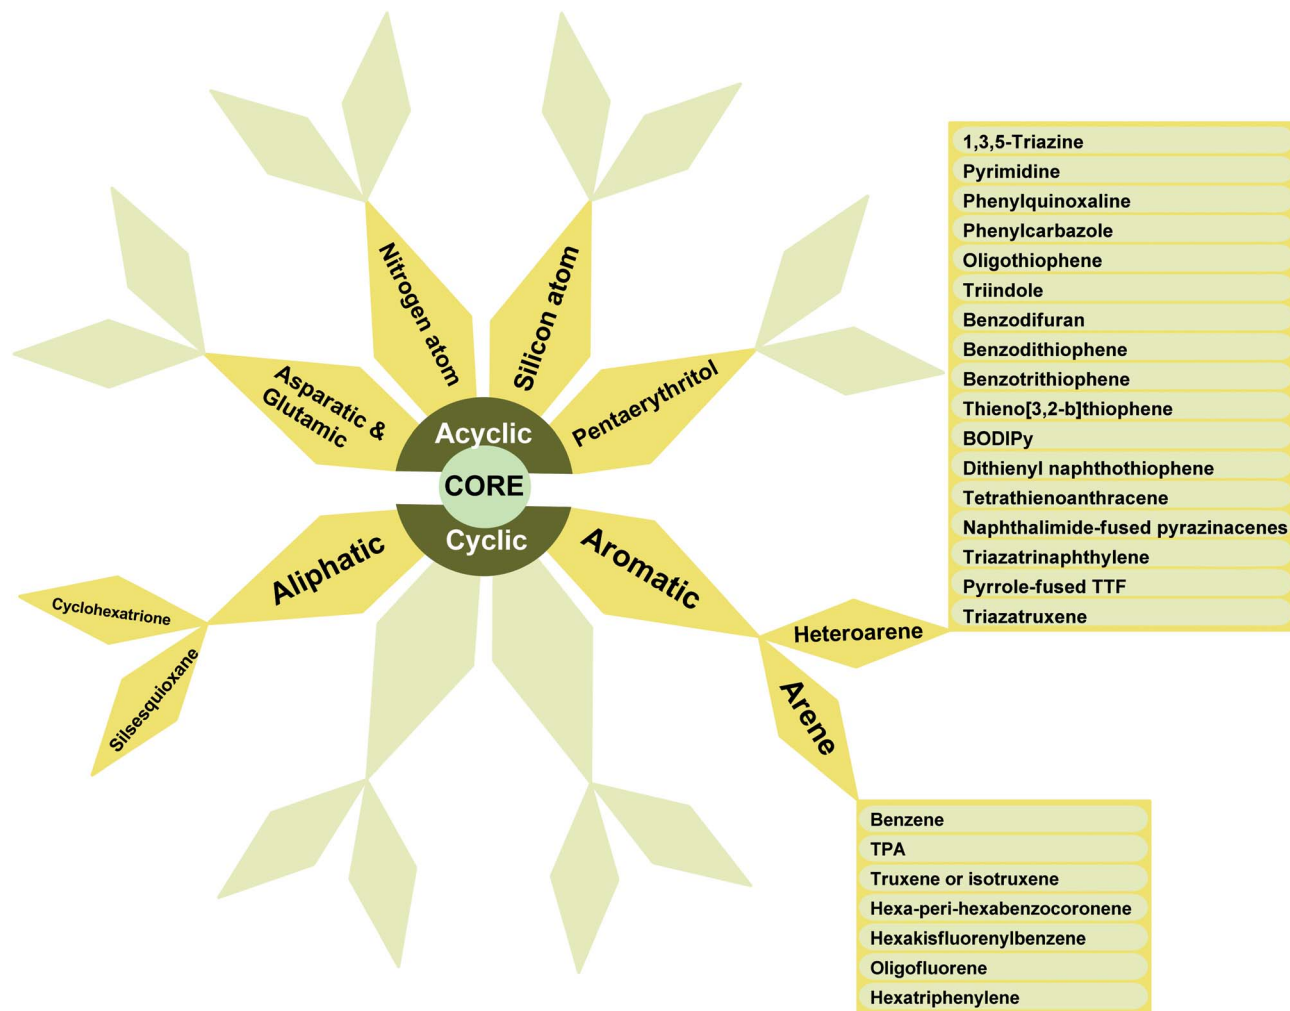 Nitrogen atom
Silicon atom
Asparatic &
Glutamic
Pentaerythritol
Acyclic
CORE
Cyclic
Aliphatic
Aromatic
Cyclohexatrione
Silsesquioxane
Heteroarene
Arene
1,3,5-Triazine
Pyrimidine
Phenylquinoxaline
Phenylcarbazole
Oligothiophene
Triindole
Benzodifuran
Benzodithiophene
Benzotrithiophene
Thieno[3,2-b]thiophene
BODIPy
Dithienyl naphthothiophene
Tetrathienoanthracene
Naphthalimide-fused pyrazinacenes
Triazatrinaphthylene
Pyrrole-fused TTF
Triazatruxene
Benzene
TPA
Truxene or isotruxene
Hexa-peri-hexabenzocoronene
Hexakisfluorenylbenzene
Oligofluorene
Hexatriphenylene